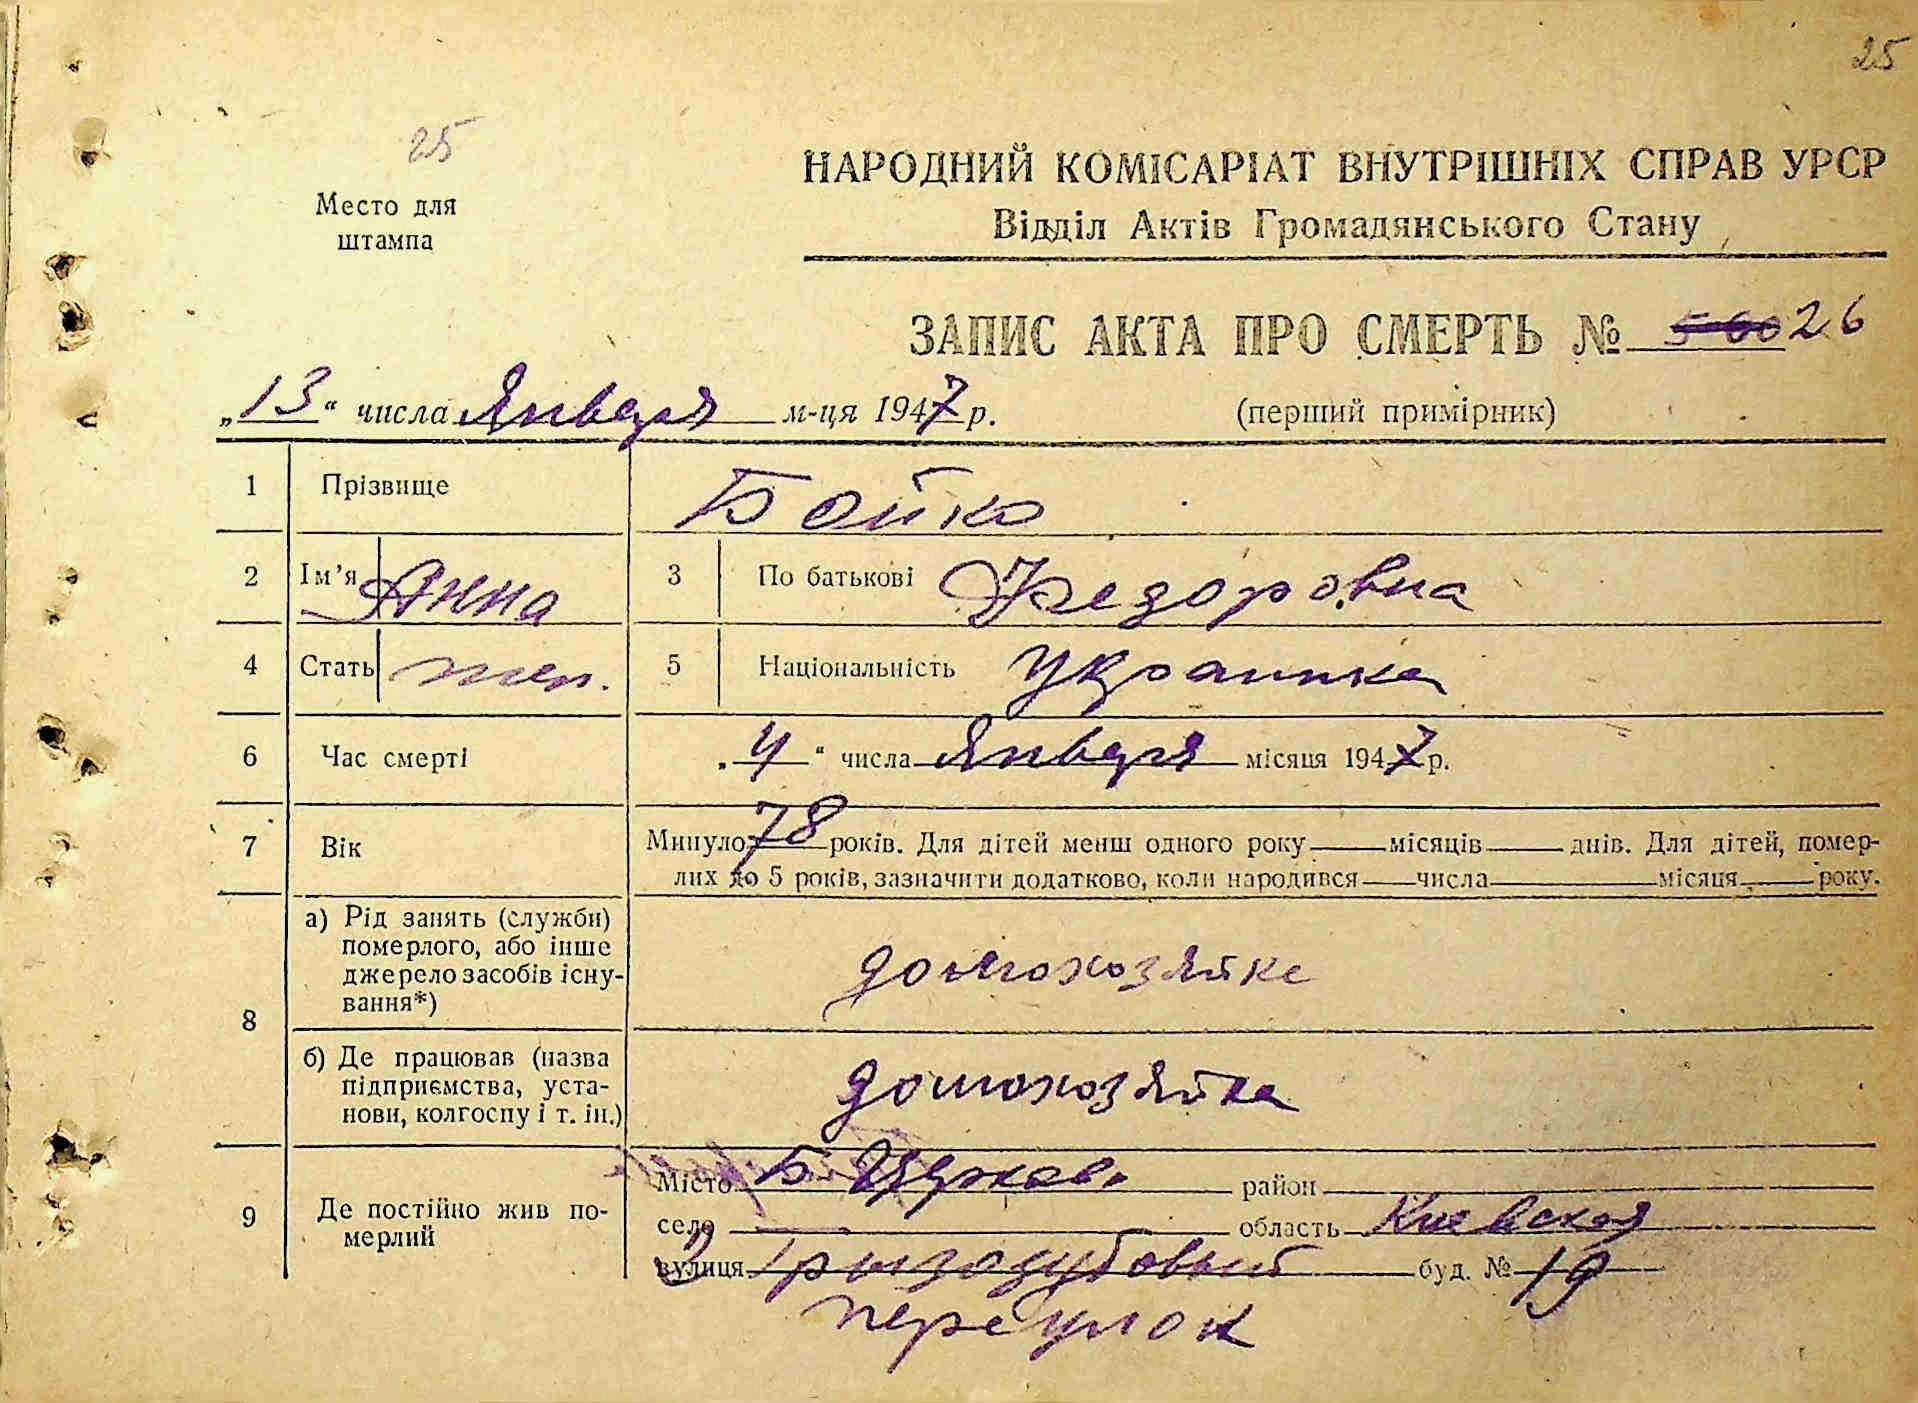 25
25
Место для
штампа
НАРОДНИЙ КОМІСАРІАТ ВНУТРІШНІХ СПРАВ УРСР
Відділ Актів Громадянського Стану
ЗАПИС АКТА ПРО СМЕРТЬ № 26
„13“ числа Января м-ця 1947 р.
(перший примірник)
1 Прізвище Бойко
2 Ім’я Анна 3 По батькові Федоровна
4 Стать жен. 5 Національність Украинка
6 Час смерті „4“ числа Января місяця 1947 р.
7 Вік Минуло 78 років. Для дітей менш одного року місяців днів. Для дітей, помер-
лих до 5 років, зазначити додатково, коли народився числа місяця року.
8 а) Рід занять (служби)
померлого, або інше
джерело засобів існу-
вання*)
домохозяйка
б) Де працював (назва
підприємства, уста-
нови, колгоспу і т. ін.)
домохозяйка
9 Де постійно жив по-
мерлий
Місто Б Церковь район
село область Киевская
вулиця 2 Гризодубовый буд. № 19
переулок